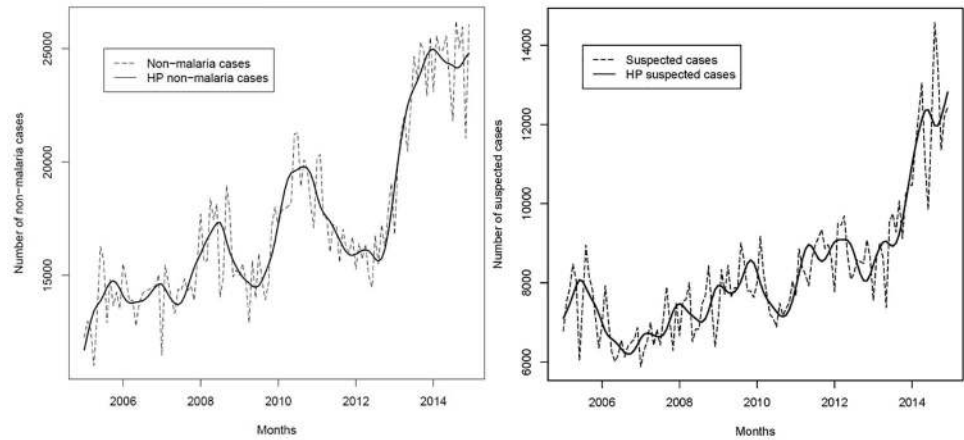 Number of non-malaria cases
25000
20000
15000
Non-malaria cases
HP non-malaria cases
2006
2008
2010
2012
2014
Months
Number of suspected cases
14000
12000
10000
8000
6000
Suspected cases
HP suspected cases
2006
2008
2010
2012
2014
Months